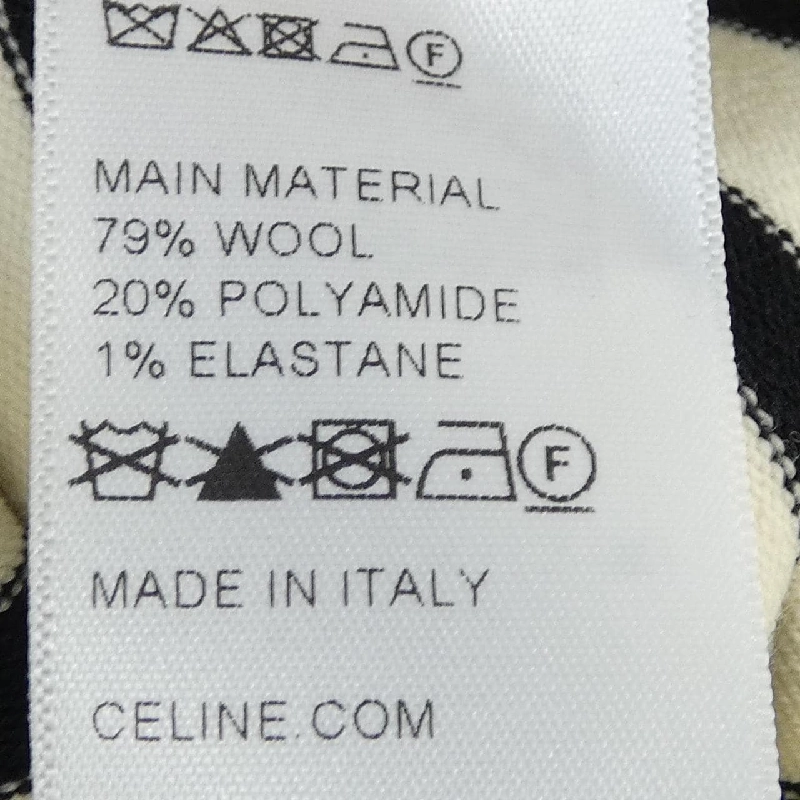 F
MAIN MATERIAL
79% WOOL
20% POLYAMIDE
1% ELASTANE
F
MADE IN ITALY
CELINE.COM